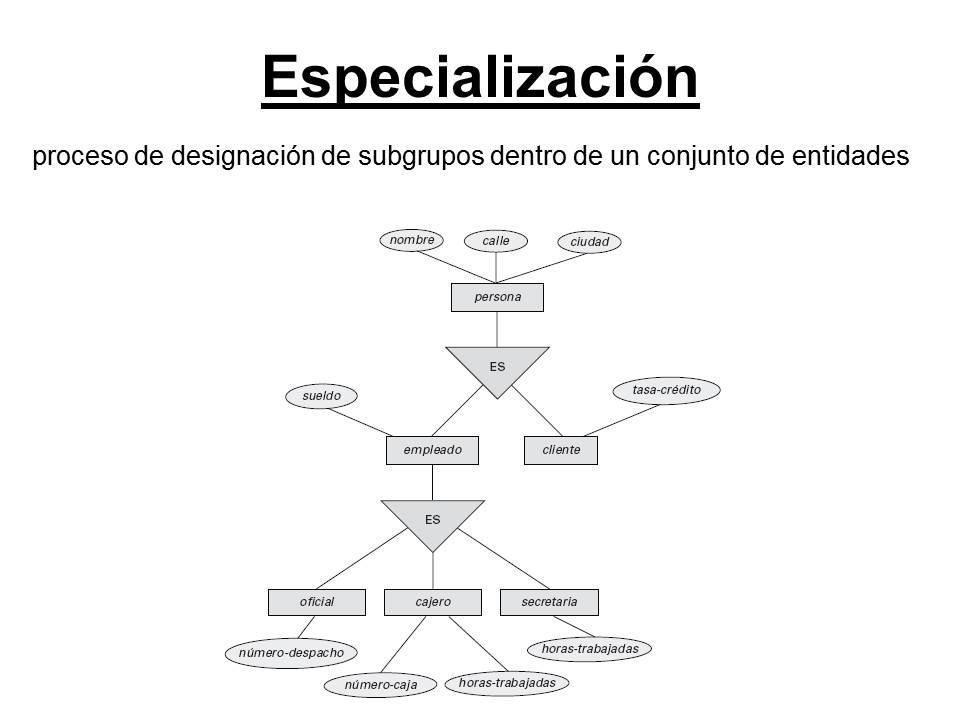 Especialización
proceso de designación de subgrupos dentro de un conjunto de entidades
nombre
calle
ciudad
persona
ES
sueldo
tasa-crédito
empleado
cliente
ES
oficial
cajero
secretaria
número-despacho
horas-trabajadas
número-caja
horas-trabajadas